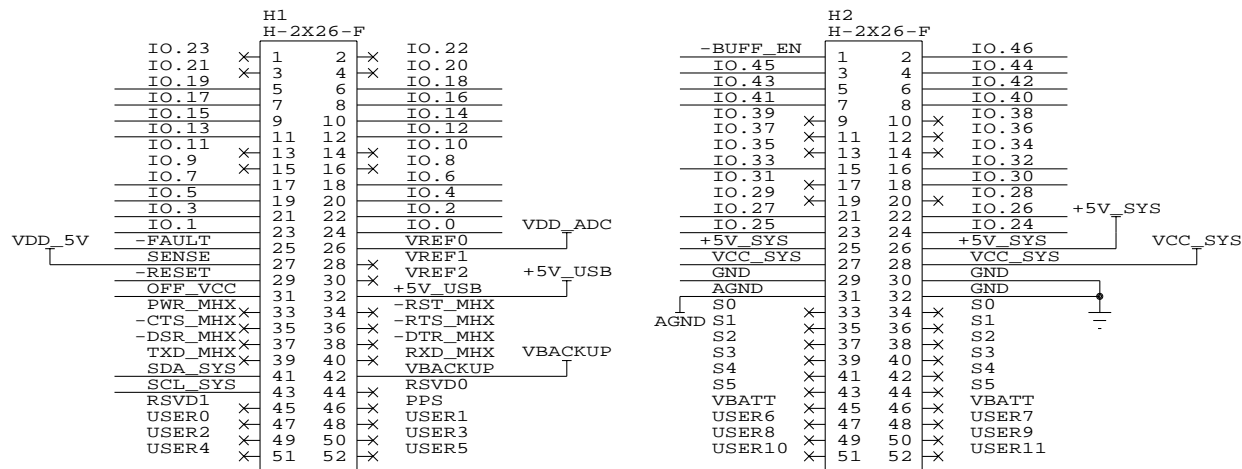 H1 H2
H-2X26-F H-2X26-F
IO.23 1 2 IO.22 -BUFF_EN 1 2 IO.46
IO.21 3 4 IO.20 IO.45 3 4 IO.44
IO.19 5 6 IO.18 IO.43 5 6 IO.42
IO.17 7 8 IO.16 IO.41 7 8 IO.40
IO.15 9 10 IO.14 IO.39 9 10 IO.38
IO.13 11 12 IO.12 IO.37 11 12 IO.36
IO.11 13 14 IO.10 IO.35 13 14 IO.34
IO.9 15 16 IO.8 IO.33 15 16 IO.32
IO.7 17 18 IO.6 IO.31 17 18 IO.30
IO.5 19 20 IO.4 IO.29 19 20 IO.28
IO.3 21 22 IO.2 IO.27 21 22 IO.26 +5V_SYS
IO.1 23 24 IO.0 VDD_ADC IO.25 23 24 IO.24
VDD_5V -FAULT 25 26 VREF0 +5V_SYS 25 26 +5V_SYS VCC_SYS
SENSE 27 28 VREF1 VCC_SYS 27 28 VCC_SYS
-RESET 29 30 VREF2 +5V_USB GND 29 30 GND
OFF_VCC 31 32 +5V_USB AGND 31 32 GND
PWR_MHX 33 34 -RST_MHX AGND S0 33 34 S0
-CTS_MHX 35 36 -RTS_MHX S1 35 36 S1
-DSR_MHX 37 38 -DTR_MHX S2 37 38 S2
TXD_MHX 39 40 RXD_MHX VBACKUP S3 39 40 S3
SDA_SYS 41 42 VBACKUP S4 41 42 S4
SCL_SYS 43 44 RSVD0 S5 43 44 S5
RSVD1 45 46 PPS VBATT 45 46 VBATT
USER0 47 48 USER1 USER6 47 48 USER7
USER2 49 50 USER3 USER8 49 50 USER9
USER4 51 52 USER5 USER10 51 52 USER11